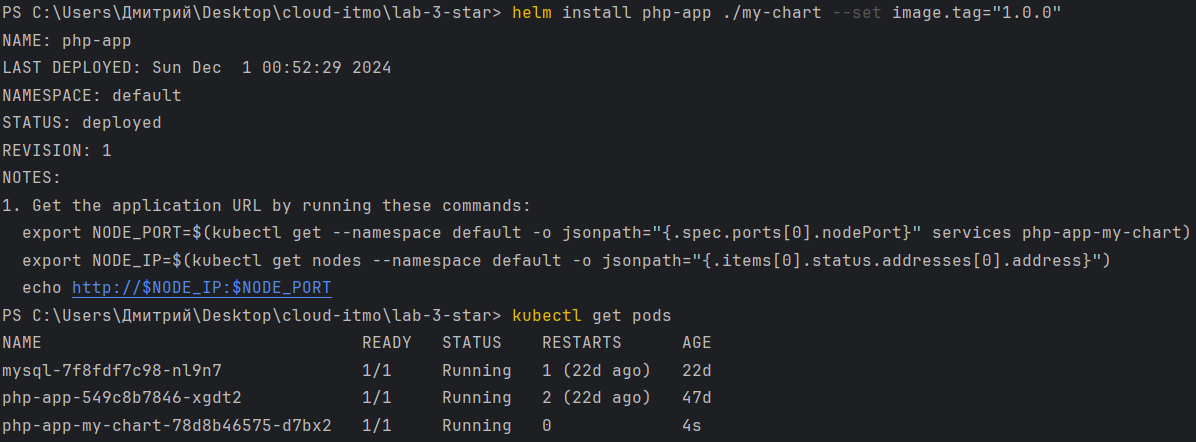 PS C:\Users\Дмитрий\Desktop\cloud-itmo\lab-3-star> helm install php-app ./my-chart --set image.tag="1.0.0"
NAME: php-app
LAST DEPLOYED: Sun Dec  1 00:52:29 2024
NAMESPACE: default
STATUS: deployed
REVISION: 1
NOTES:
1. Get the application URL by running these commands:
  export NODE_PORT=$(kubectl get --namespace default -o jsonpath="{.spec.ports[0].nodePort}" services php-app-my-chart)
  export NODE_IP=$(kubectl get nodes --namespace default -o jsonpath="{.items[0].status.addresses[0].address}")
  echo http://$NODE_IP:$NODE_PORT
PS C:\Users\Дмитрий\Desktop\cloud-itmo\lab-3-star> kubectl get pods
NAME                                READY   STATUS    RESTARTS      AGE
mysql-7f8fdf7c98-nl9n7              1/1     Running   1 (22d ago)   22d
php-app-549c8b7846-xgdt2            1/1     Running   2 (22d ago)   47d
php-app-my-chart-78d8b46575-d7bx2   1/1     Running   0             4s